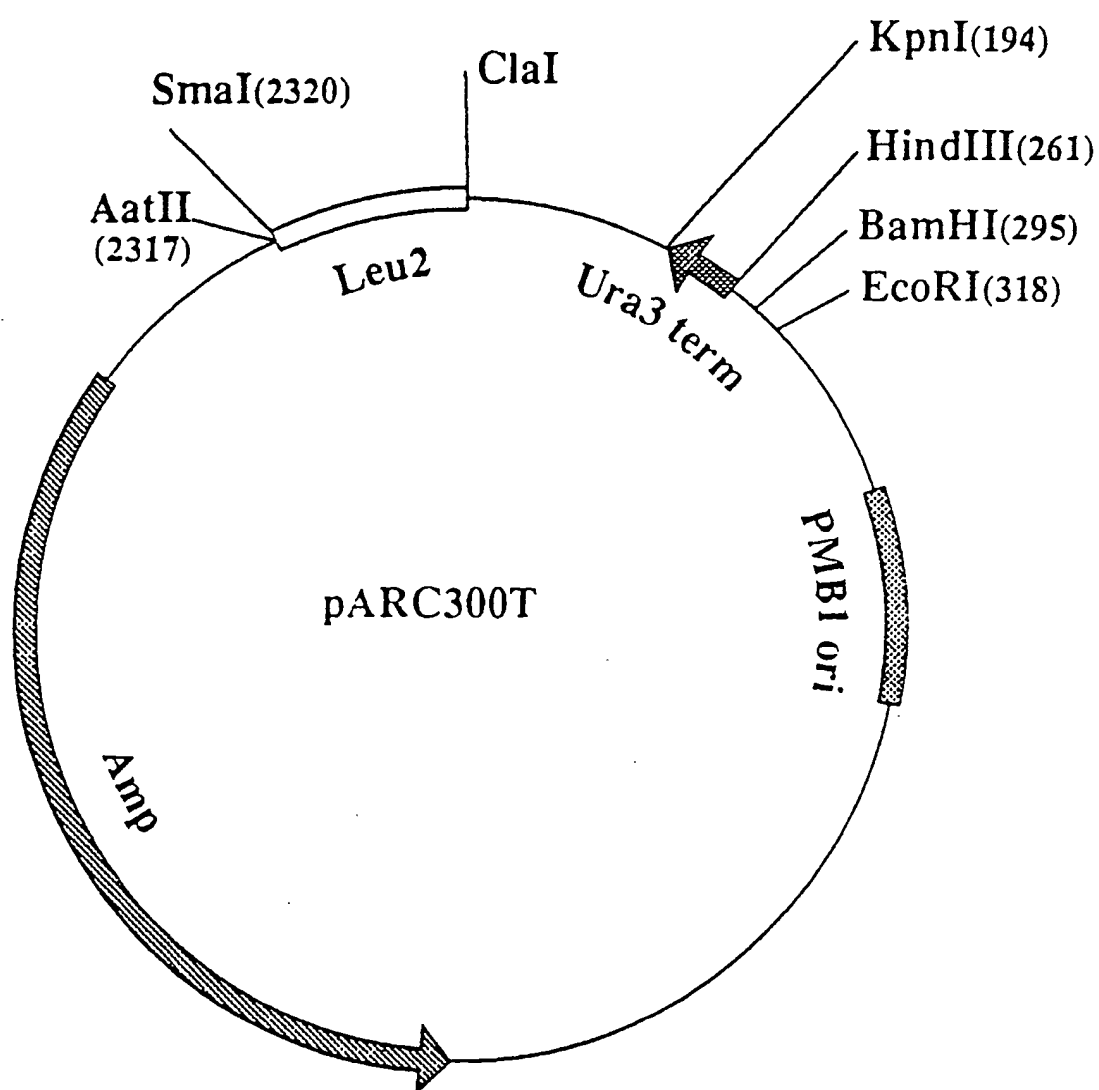 KpnI(194)
ClaI
SmaI(2320)
HindIII(261)
AatII
(2317)
BamHI(295)
EcoRI(318)
Leu2
Ura3 term
PMB1 ori
pARC300T
Amp